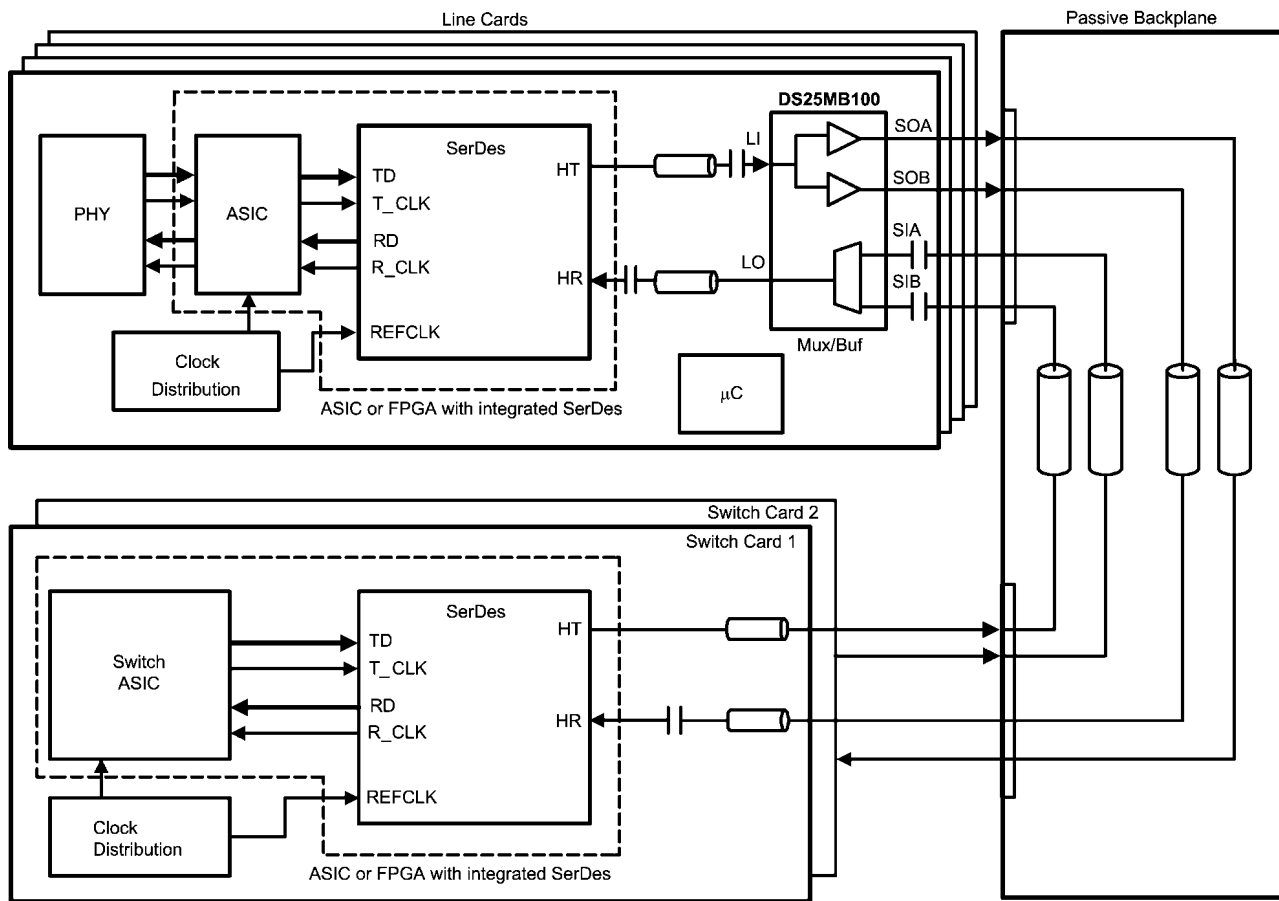 Line Cards
Passive Backplane
DS25MB100
SerDes
HT
LI
SOA
SOB
TD
T_CLK
RD
R_CLK
PHY
ASIC
SIA
LO
SIB
HR
REFCLK
Clock
Distribution
Mux/Buf
μC
ASIC or FPGA with integrated SerDes
Switch Card 2
Switch Card 1
SerDes
HT
TD
T_CLK
Switch
ASIC
RD
R_CLK
HR
REFCLK
Clock
Distribution
ASIC or FPGA with integrated SerDes